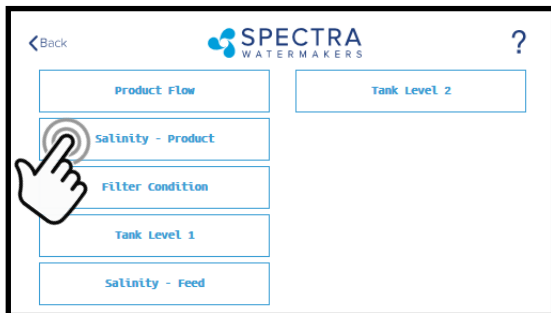 Back
SPECTRA
WATERMAKERS
?
Product Flow
Tank Level 2
Salinity - Product
Filter Condition
Tank Level 1
Salinity - Feed